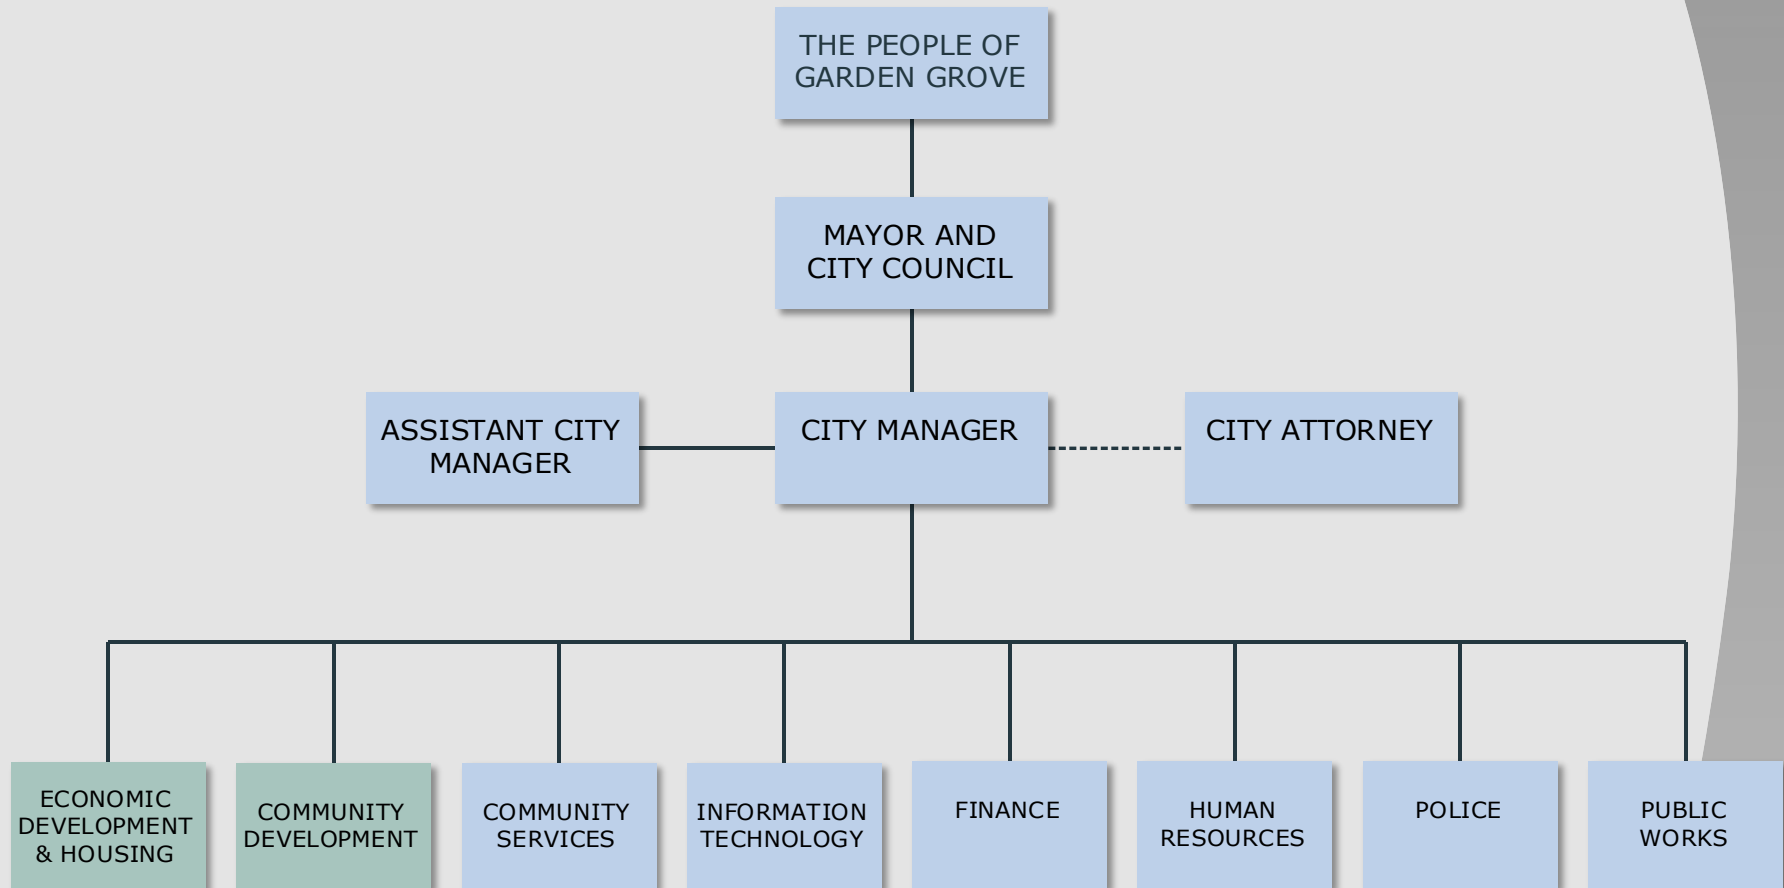 THE PEOPLE OF
GARDEN GROVE
MAYOR AND
CITY COUNCIL
ASSISTANT CITY
MANAGER
CITY MANAGER
CITY ATTORNEY
ECONOMIC
DEVELOPMENT
& HOUSING
COMMUNITY
DEVELOPMENT
COMMUNITY
SERVICES
INFORMATION
TECHNOLOGY
FINANCE
HUMAN
RESOURCES
POLICE
PUBLIC
WORKS